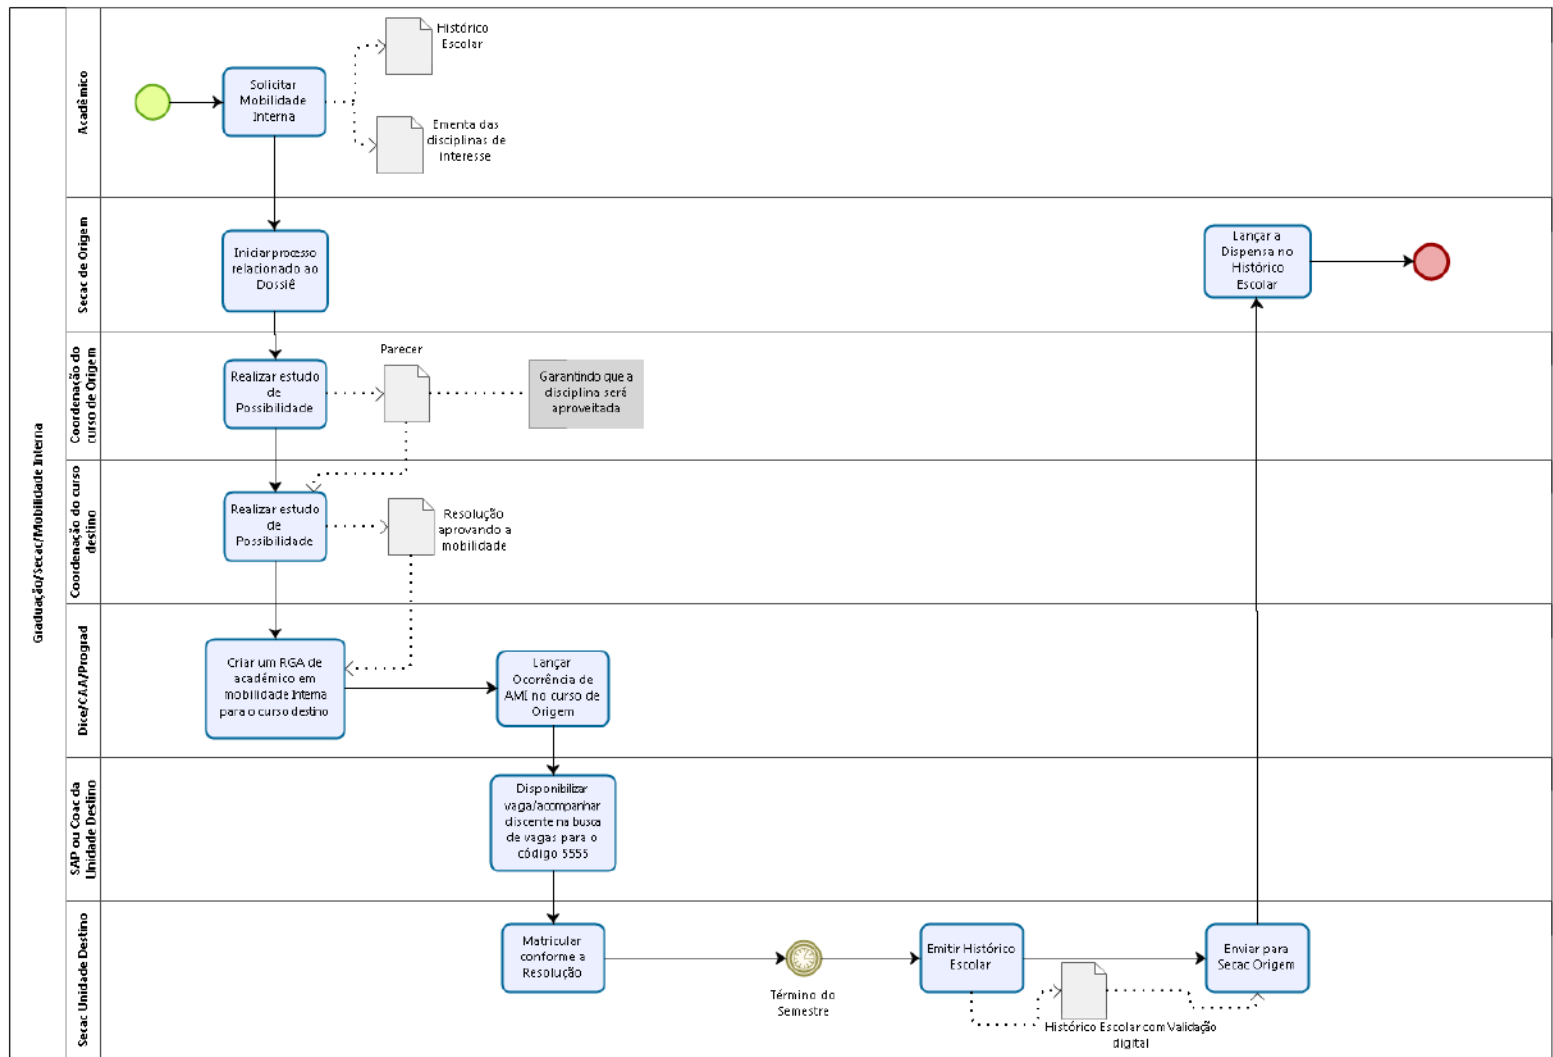 Graduação/Secac/Mobilidade Interna
Acadêmico
Solicitar
Mobilidade
Interna
Histórico
Escolar
Ementa das
disciplinas de
interesse
Secac de Origem
Iniciar processo
relacionado ao
Dossiê
Lançar a
Dispensa no
Histórico
Escolar
Coordenação do
curso de Origem
Realizar estudo
de
Possibilidade
Parecer
Garantindo que a
disciplina será
aproveitada
Coordenação do curso
destino
Realizar estudo
de
Possibilidade
Resolução
aprovando a
mobilidade
Dice/CAA/Prograd
Criar um RGA de
acadêmico em
mobilidade Interna
para o curso destino
Lançar
Ocorrência de
AMI no curso de
Origem
SAP ou Coac da
Unidade Destino
Disponibilizar
vaga/acompanhar
discente na busca
de vagas para o
código 5555
Secac Unidade Destino
Matricular
conforme a
Resolução
Término do
Semestre
Emitir Histórico
Escolar
Histórico Escolar com Validação
digital
Enviar para
Secac Origem